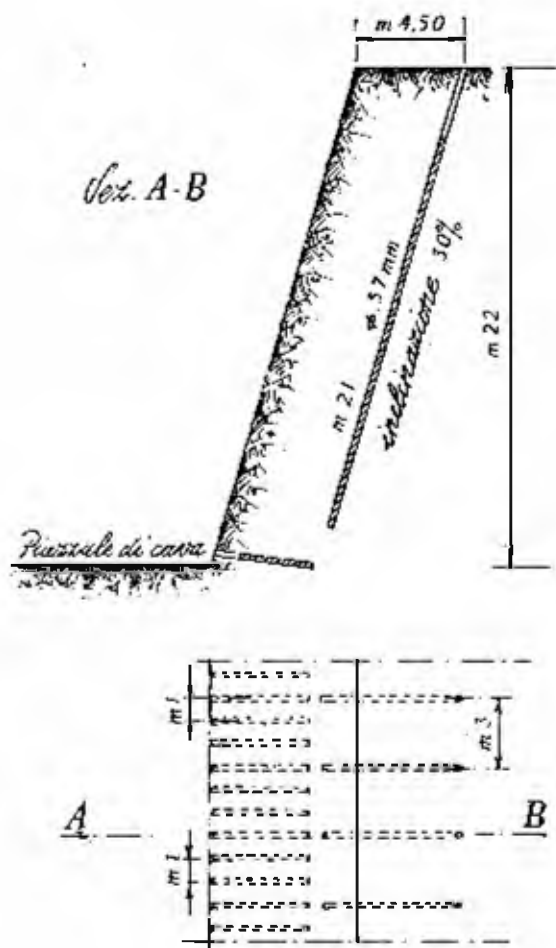 m 4,50
Sez. A-B
m 21
ø 57 mm
inclinazione 30%
m 22
Piazzale di cava
m 1
m 3
A
B
m 1